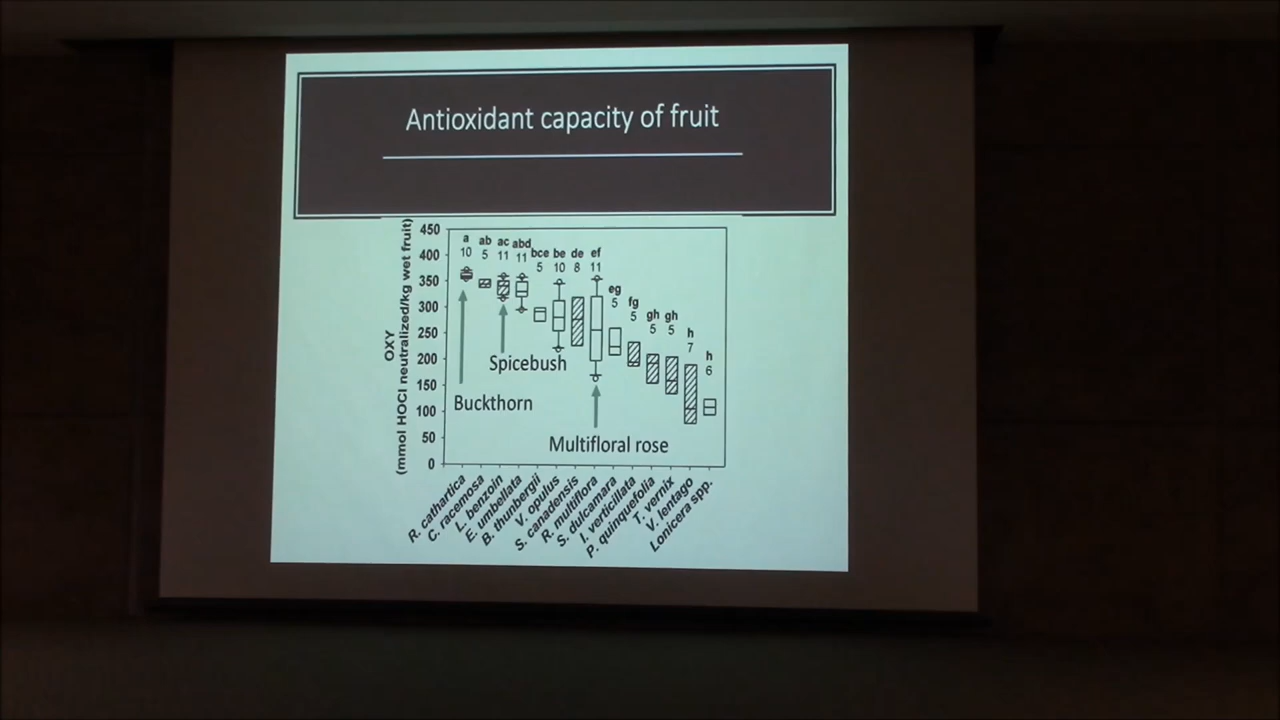 Antioxidant capacity of fruit
OXY
(mmol HOCl neutralized/kg wet fruit)
450
400
350
300
250
200
150
100
50
0
a
10
ab
5
ac
11
abd
11
bce
5
be
10
de
8
ef
11
eg
5
fg
5
gh
5
gh
5
h
7
h
6
Buckthorn
Spicebush
Multifloral rose
R. cathartica
C. racemosa
L. benzoin
E. umbellata
B. thunbergii
V. opulus
S. canadensis
R. multiflora
S. dulcamara
I. verticillata
P. quinquefolia
T. vernix
V. lentago
Lonicera spp.